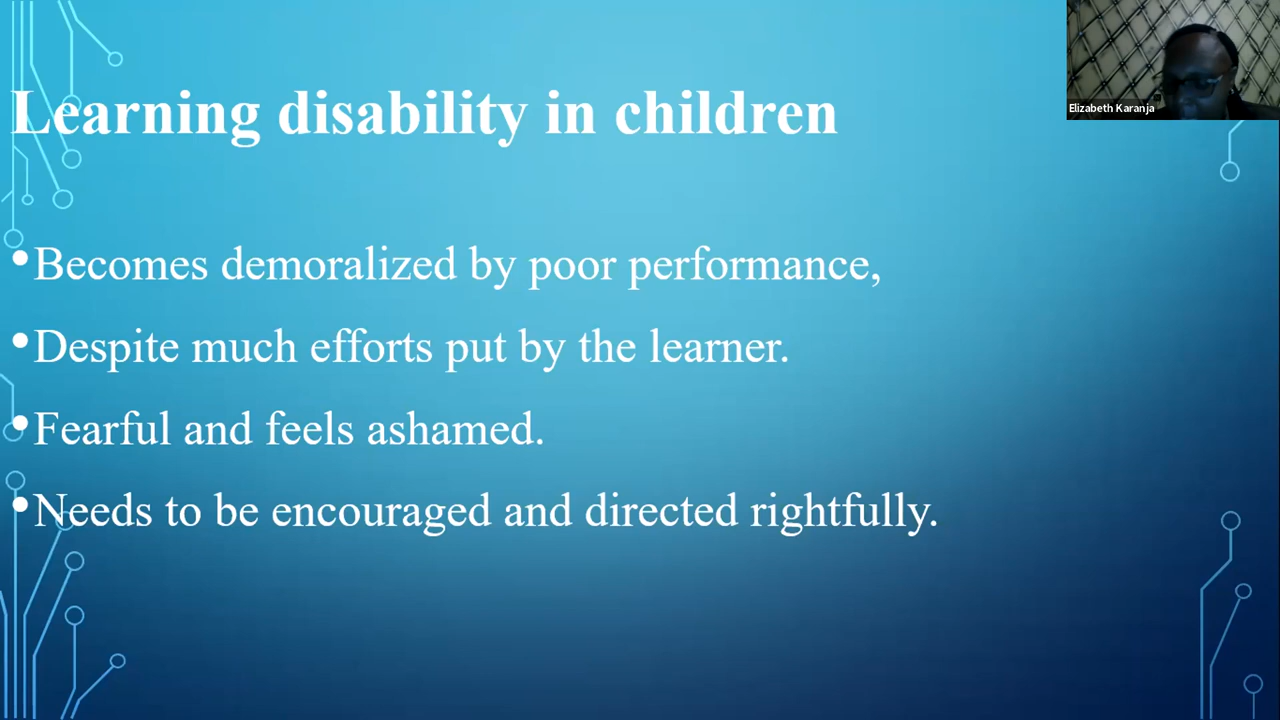 Learning disability in children
Elizabeth Karanja
•Becomes demoralized by poor performance,
•Despite much efforts put by the learner.
•Fearful and feels ashamed.
•Needs to be encouraged and directed rightfully.